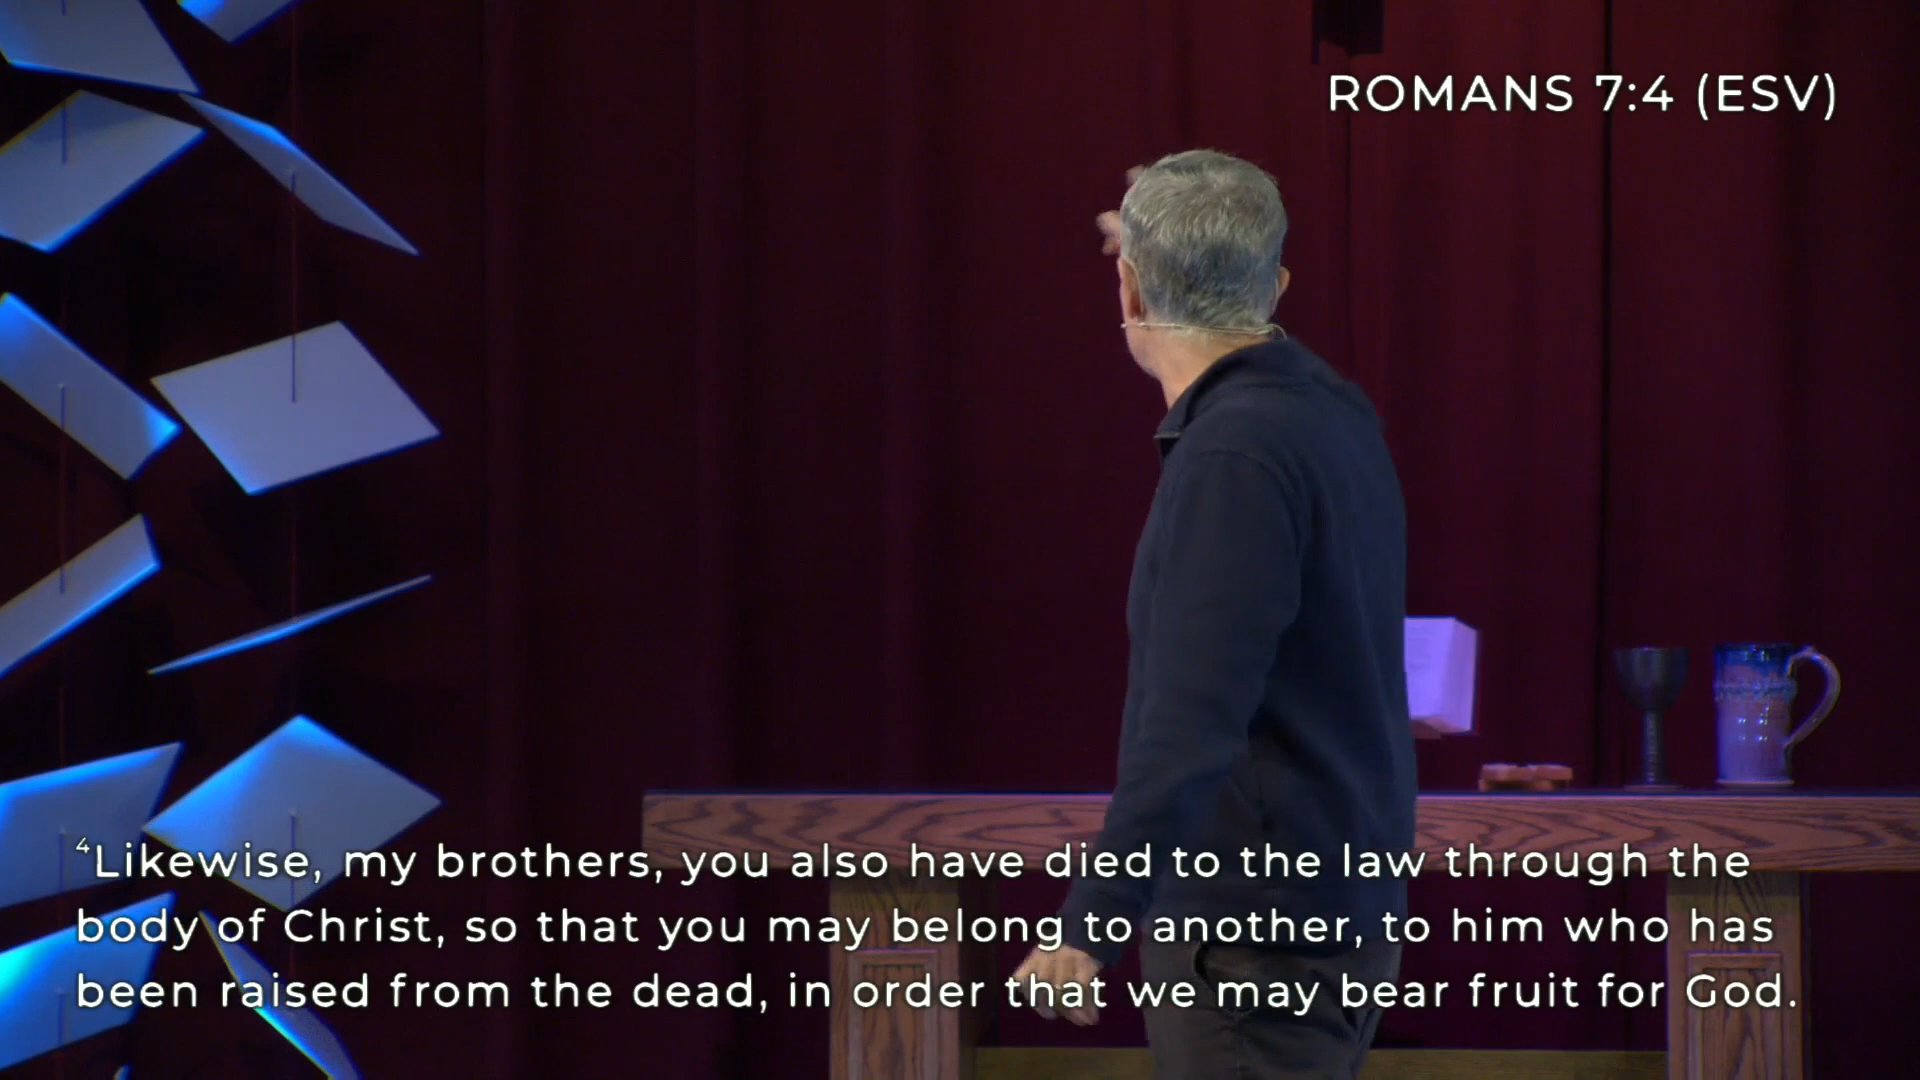 ROMANS 7:4 (ESV)
⁴Likewise, my brothers, you also have died to the law through the
body of Christ, so that you may belong to another, to him who has
been raised from the dead, in order that we may bear fruit for God.